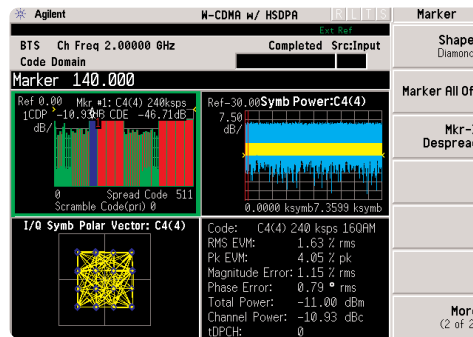 Agilent W-CDMA w/ HSDPA R L T S Marker
Ext Ref
BTS Ch Freq 2.00000 GHz Completed Src:Input
Code Domain
Marker 140.000
Shape
Marker All Of
Mkr-
Despread
More
(2 of 2
Ref 0.00 Mkr #1: C4(4) 240ksps
CDP -10.93dB CDE -46.71dB
dB/
0 Spread Code 511
Scramble Code(pri) 0
Ref-30.00 Symb Power:C4(4)
7.50
dB/
0.0000 ksymb 7.3599 ksymb
I/Q Symb Polar Vector: C4(4)
Code: C4(4) 240 ksps 16QAM
RMS EVM: 1.63 % rms
Pk EVM: 4.05 % pk
Magnitude Error: 1.15 % rms
Phase Error: 0.79 ° rms
Total Power: -11.00 dBm
Channel Power: -10.93 dBc
tDPCH: 0